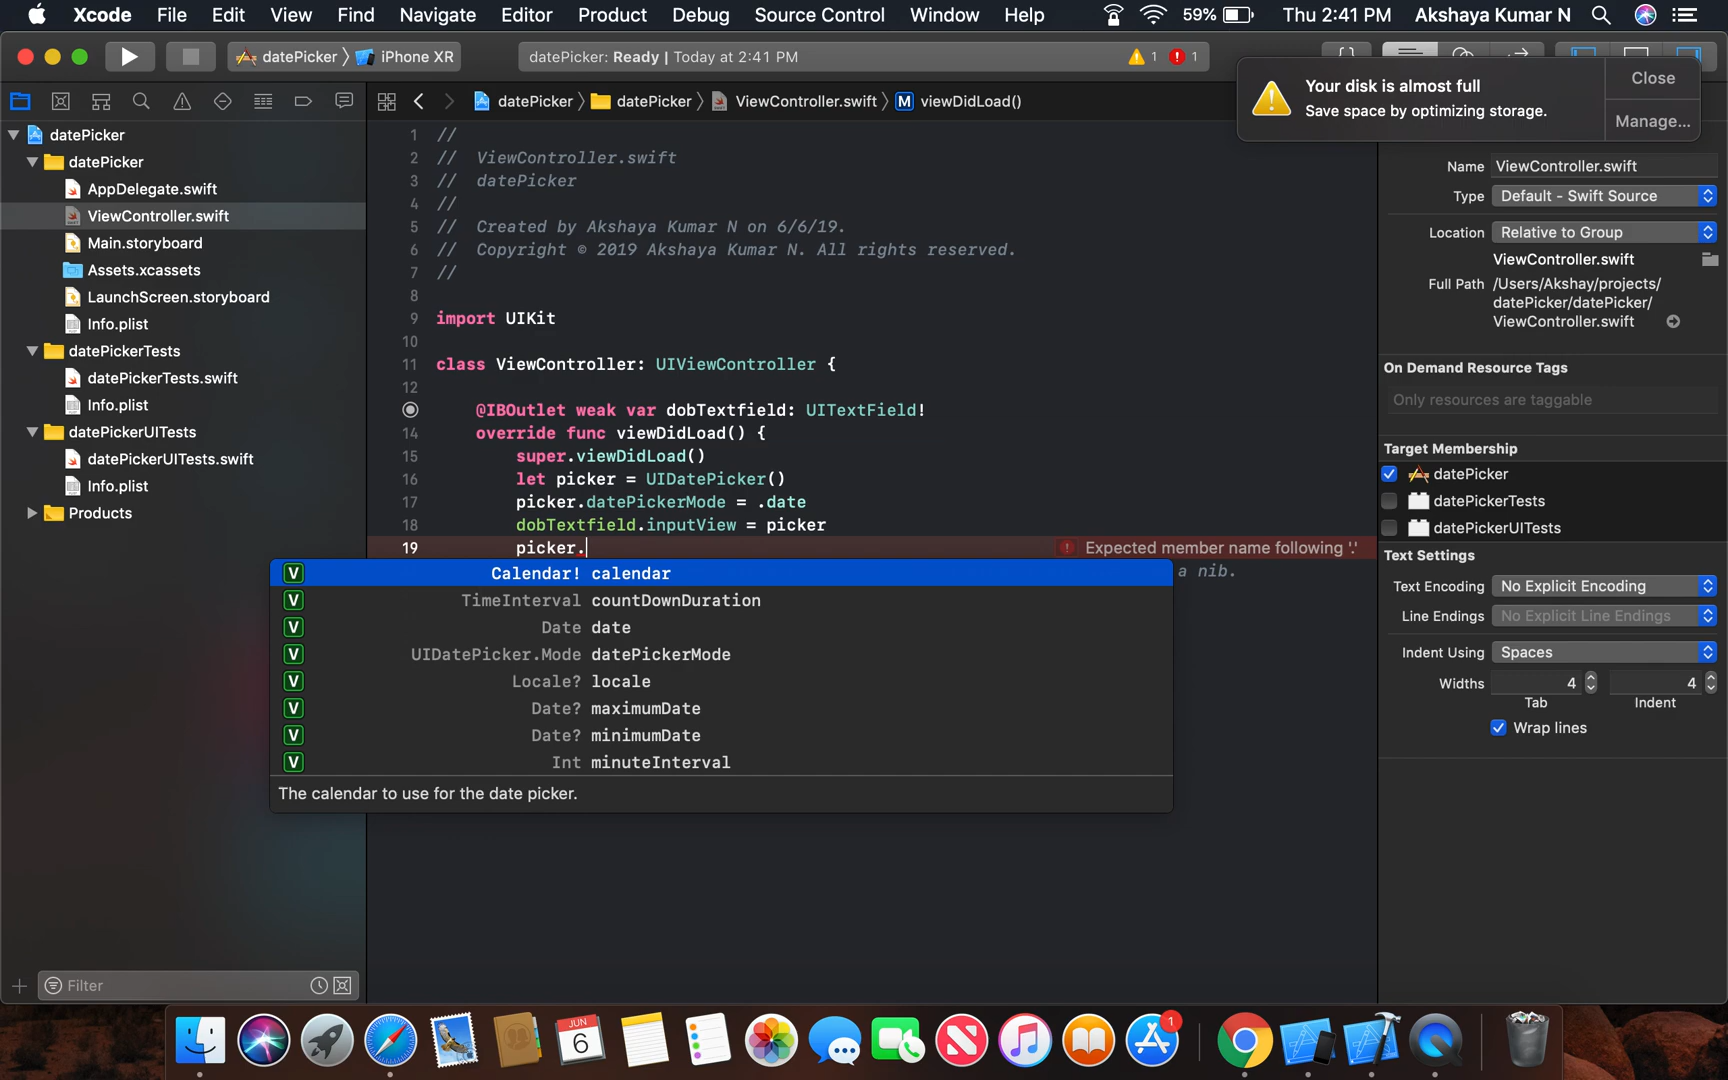 Xcode File Edit View Find Navigate Editor Product Debug Source Control Window Help 59% Thu 2:41 PM Akshaya Kumar N
datePicker iPhone XR datePicker: Ready | Today at 2:41 PM 1 1
Your disk is almost full
Save space by optimizing storage.
Close
Manage...
datePicker datePicker ViewController.swift M viewDidLoad()
datePicker
datePicker
AppDelegate.swift
ViewController.swift
Main.storyboard
Assets.xcassets
LaunchScreen.storyboard
Info.plist
datePickerTests
datePickerTests.swift
Info.plist
datePickerUITests
datePickerUITests.swift
Info.plist
Products
Filter
1 //
2 // ViewController.swift
3 // datePicker
4 //
5 // Created by Akshaya Kumar N on 6/6/19.
6 // Copyright © 2019 Akshaya Kumar N. All rights reserved.
7 //
8
9 import UIKit
10
11 class ViewController: UIViewController {
12
@IBOutlet weak var dobTextfield: UITextField!
14 override func viewDidLoad() {
15 super.viewDidLoad()
16 let picker = UIDatePicker()
17 picker.datePickerMode = .date
18 dobTextfield.inputView = picker
19 picker. Expected member name following '.'
a nib.
V Calendar! calendar
V TimeInterval countDownDuration
V Date date
V UIDatePicker.Mode datePickerMode
V Locale? locale
V Date? maximumDate
V Date? minimumDate
V Int minuteInterval
The calendar to use for the date picker.
Name ViewController.swift
Type Default - Swift Source
Location Relative to Group
ViewController.swift
Full Path /Users/Akshay/projects/
datePicker/datePicker/
ViewController.swift
On Demand Resource Tags
Only resources are taggable
Target Membership
datePicker
datePickerTests
datePickerUITests
Text Settings
Text Encoding No Explicit Encoding
Line Endings No Explicit Line Endings
Indent Using Spaces
Widths 4 4
Tab Indent
Wrap lines
JUN
6
1